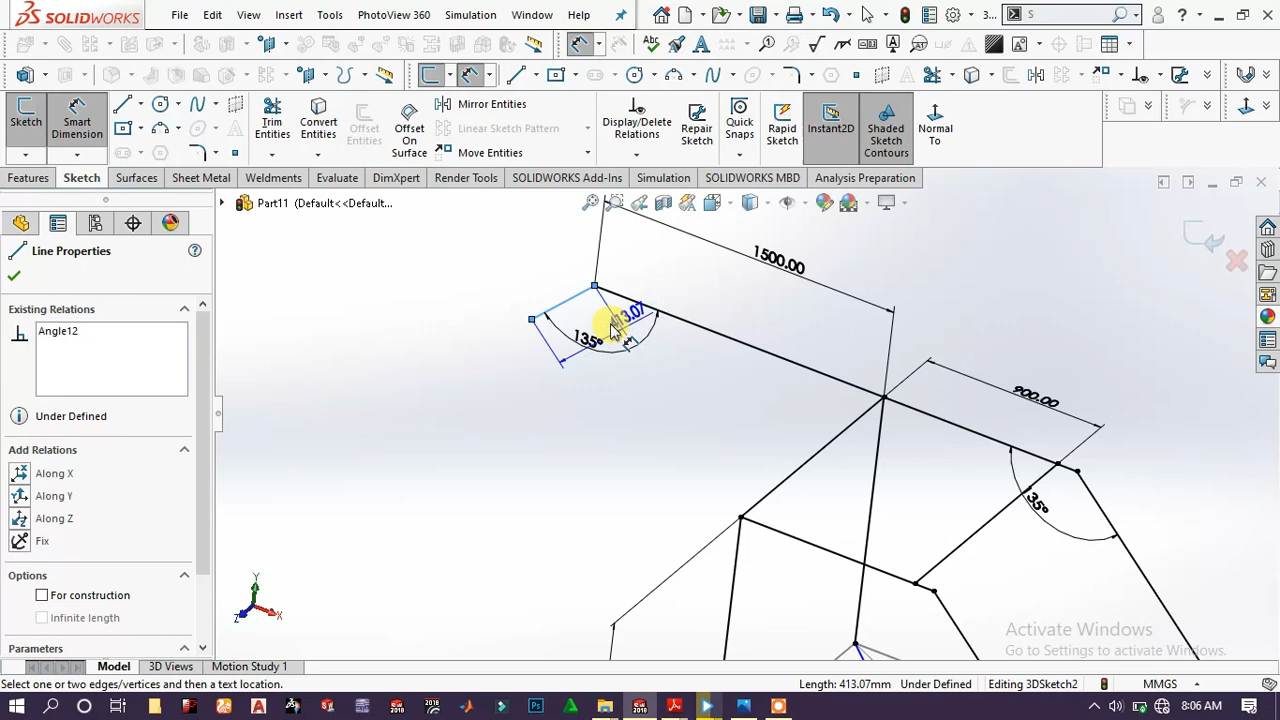 SOLIDWORKS File Edit View Insert Tools PhotoView 360 Simulation Window Help 3... S
Sketch Smart Dimension Trim Entities Convert Entities Offset Entities Offset On Surface Mirror Entities Linear Sketch Pattern Move Entities Display/Delete Relations Repair Sketch Quick Snaps Rapid Sketch Instant2D Shaded Sketch Contours Normal To
Features Sketch Surfaces Sheet Metal Weldments Evaluate DimXpert Render Tools SOLIDWORKS Add-Ins Simulation SOLIDWORKS MBD Analysis Preparation
Part11 (Default<<Default...
Line Properties
Existing Relations
Angle12
Under Defined
Add Relations
Along X
Along Y
Along Z
Fix
Options
For construction
Infinite length
Parameters
1500.00
3.07
135°
900.00
35°
Y
Z X
Activate Windows
Go to Settings to activate Windows.
Model 3D Views Motion Study 1
Select one or two edges/vertices and then a text location. Length: 413.07mm Under Defined Editing 3DSketch2 MMGS
8:06 AM